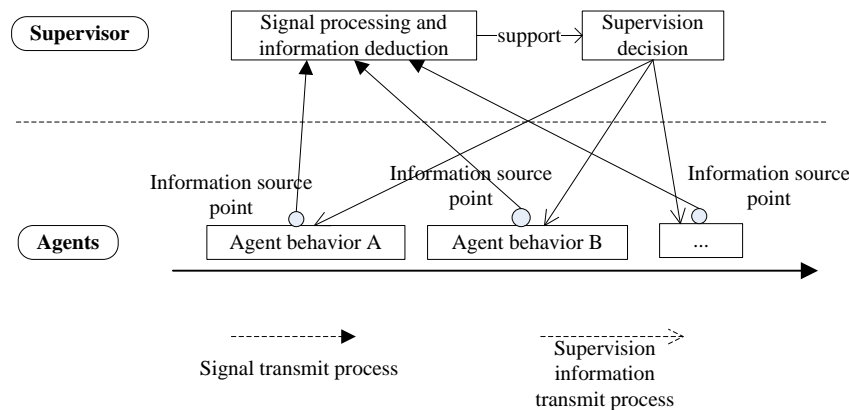 Supervisor
Signal processing and
information deduction
support
Supervision
decision
Information source
point
Information source
point
Information source
point
Agents
Agent behavior A
Agent behavior B
...
Signal transmit process
Supervision
information
transmit process